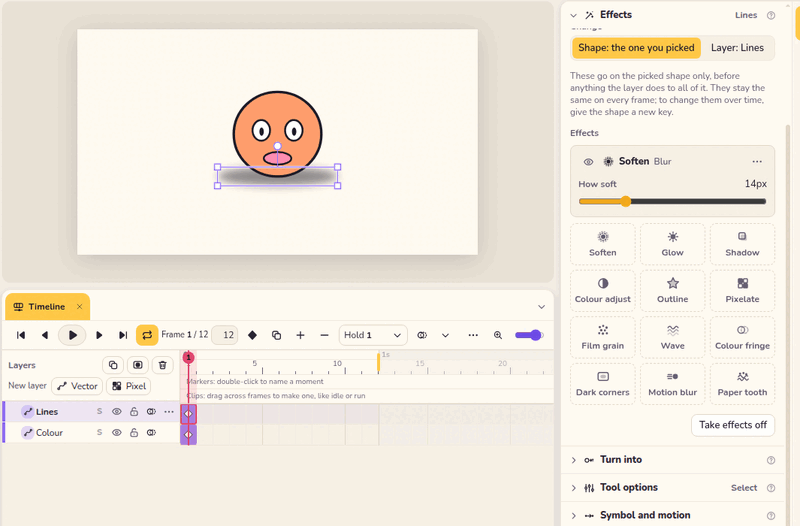 Effects Lines
Shape: the one you picked Layer: Lines
These go on the picked shape only, before
anything the layer does to all of it. They stay the
same on every frame; to change them over time,
give the shape a new key.
Effects
Soften Blur
How soft 14px
Soften Glow Shadow
Colour adjust Outline Pixelate
Film grain Wave Colour fringe
Dark corners Motion blur Paper tooth
Take effects off
Turn into
Tool options Select
Symbol and motion
Timeline
Frame 1 / 12 12 Hold 1
Layers
New layer Vector Pixel
1 5 10 1s 15 20
Markers: double-click to name a moment
Clips: drag across frames to make one, like idle or run
Lines S
Colour S